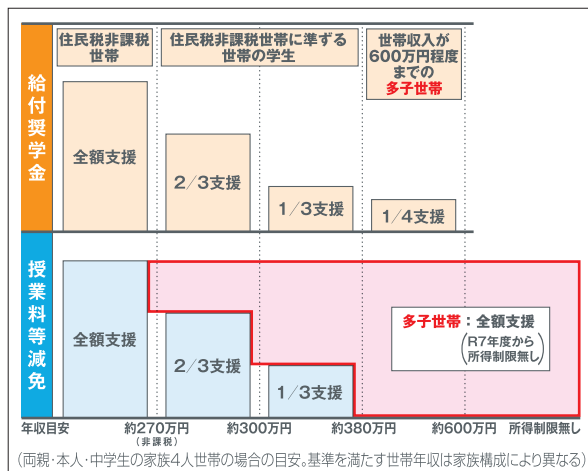 住民税非課税
世帯
住民税非課税世帯に準ずる
世帯の学生
世帯収入が
600万円程度
までの
多子世帯
給付奨学金
全額支援
2/3支援
1/3支援
1/4支援
授業料等減免
全額支援
2/3支援
1/3支援
多子世帯:全額支援
(R7年度から
所得制限無し)
年収目安
約270万円
(非課税)
約300万円
約380万円
約600万円
所得制限無し
(両親・本人・中学生の家族4人世帯の場合の目安。基準を満たす世帯年収は家族構成により異なる)